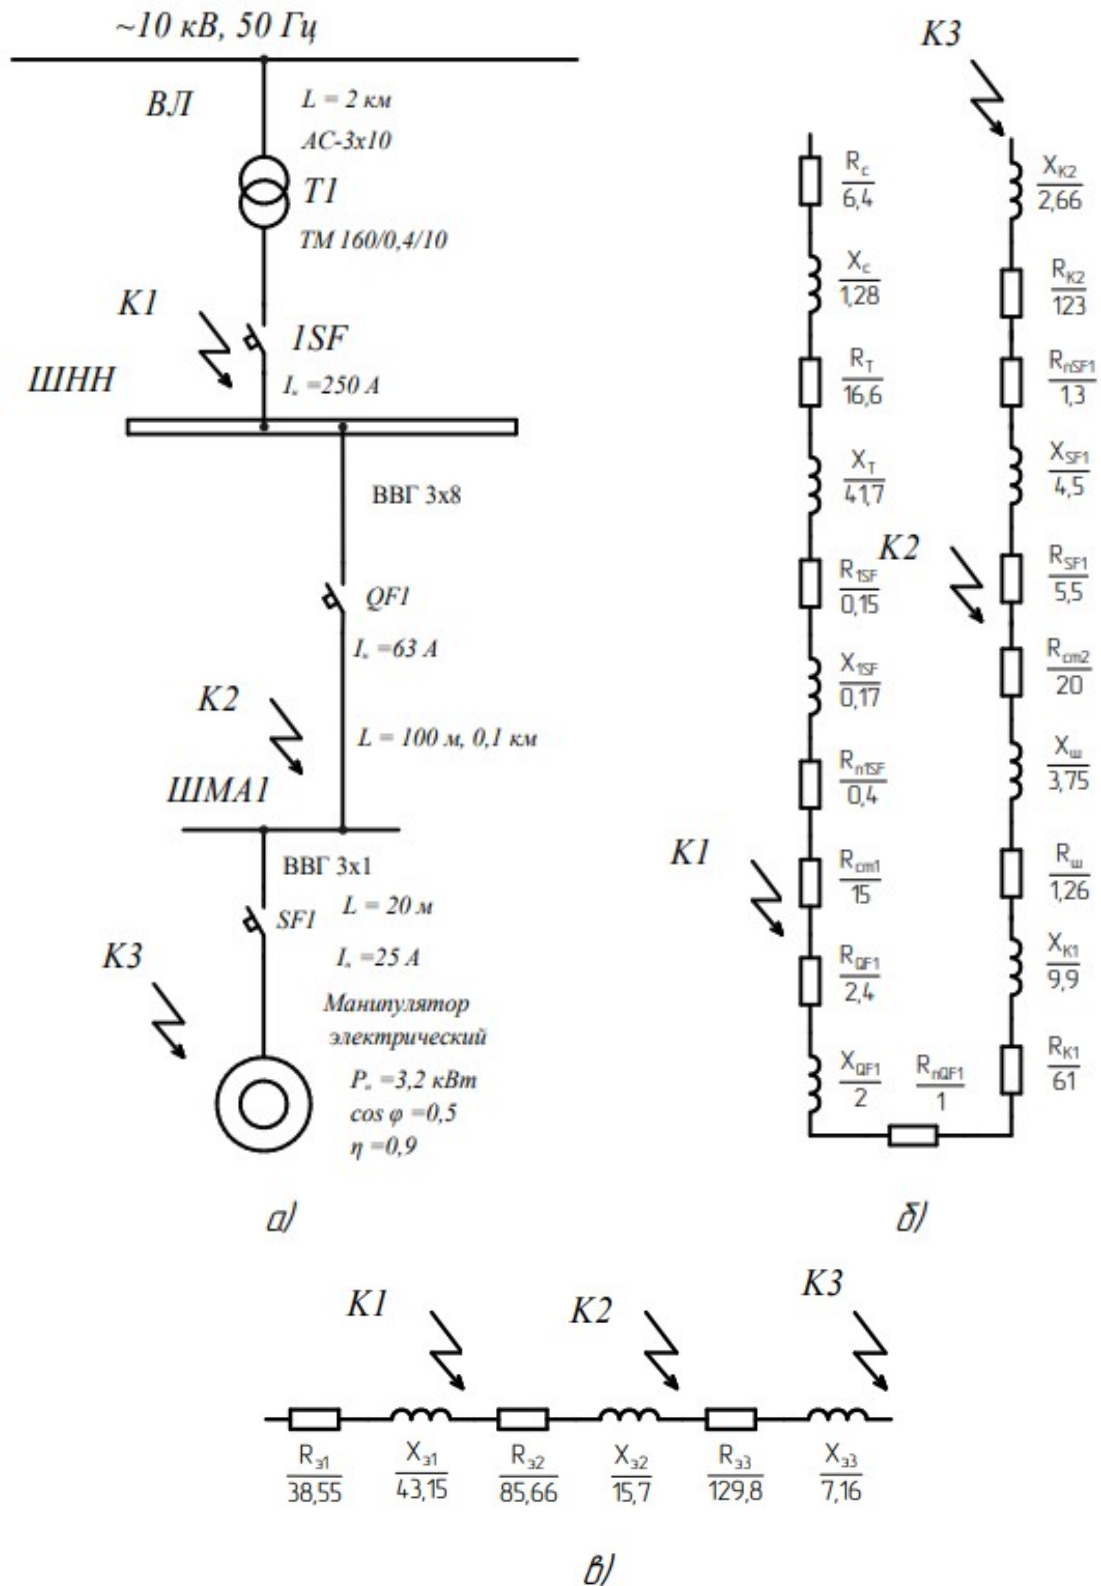 ~10 кВ, 50 Гц
ВЛ
L = 2 км
АС-3х10
Т1
ТМ 160/0,4/10
К1
1SF
ШНН
Iн =250 А
ВВГ 3х8
QF1
Iн =63 А
К2
L = 100 м, 0,1 км
ШМА1
ВВГ 3х1
L = 20 м
SF1
Iн =25 А
К3
Манипулятор
электрический
Рн =3,2 кВт
cos φ =0,5
η =0,9
а)
Rс
6,4
Xс
1,28
RТ
16,6
XТ
41,7
R1SF
0,15
X1SF
0,17
Rп1SF
0,4
Rст1
15
К1
RQF1
2,4
XQF1
2
RпQF1
1
RК1
61
XК1
9,9
Rш
1,26
Xш
3,75
Rст2
20
К2
RSF1
5,5
XSF1
4,5
RпSF1
1,3
RК2
123
XК2
2,66
К3
б)
К1
К2
К3
Rэ1
38,55
Xэ1
43,15
Rэ2
85,66
Xэ2
15,7
Rэ3
129,8
Xэ3
7,16
в)